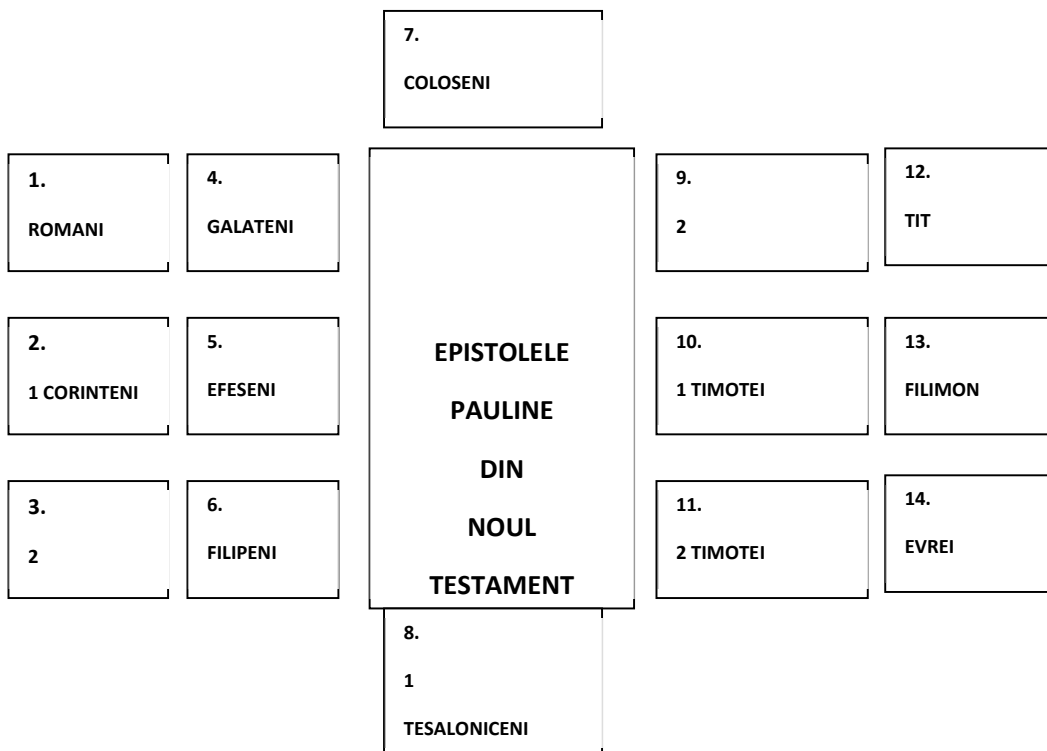 7.
COLOSENI
1.
ROMANI
4.
GALATENI
9.
2
12.
TIT
2.
1 CORINTENI
5.
EFESENI
EPISTOLELE
PAULINE
DIN
NOUL
TESTAMENT
10.
1 TIMOTEI
13.
FILIMON
3.
2
6.
FILIPENI
11.
2 TIMOTEI
14.
EVREI
8.
1
TESALONICENI